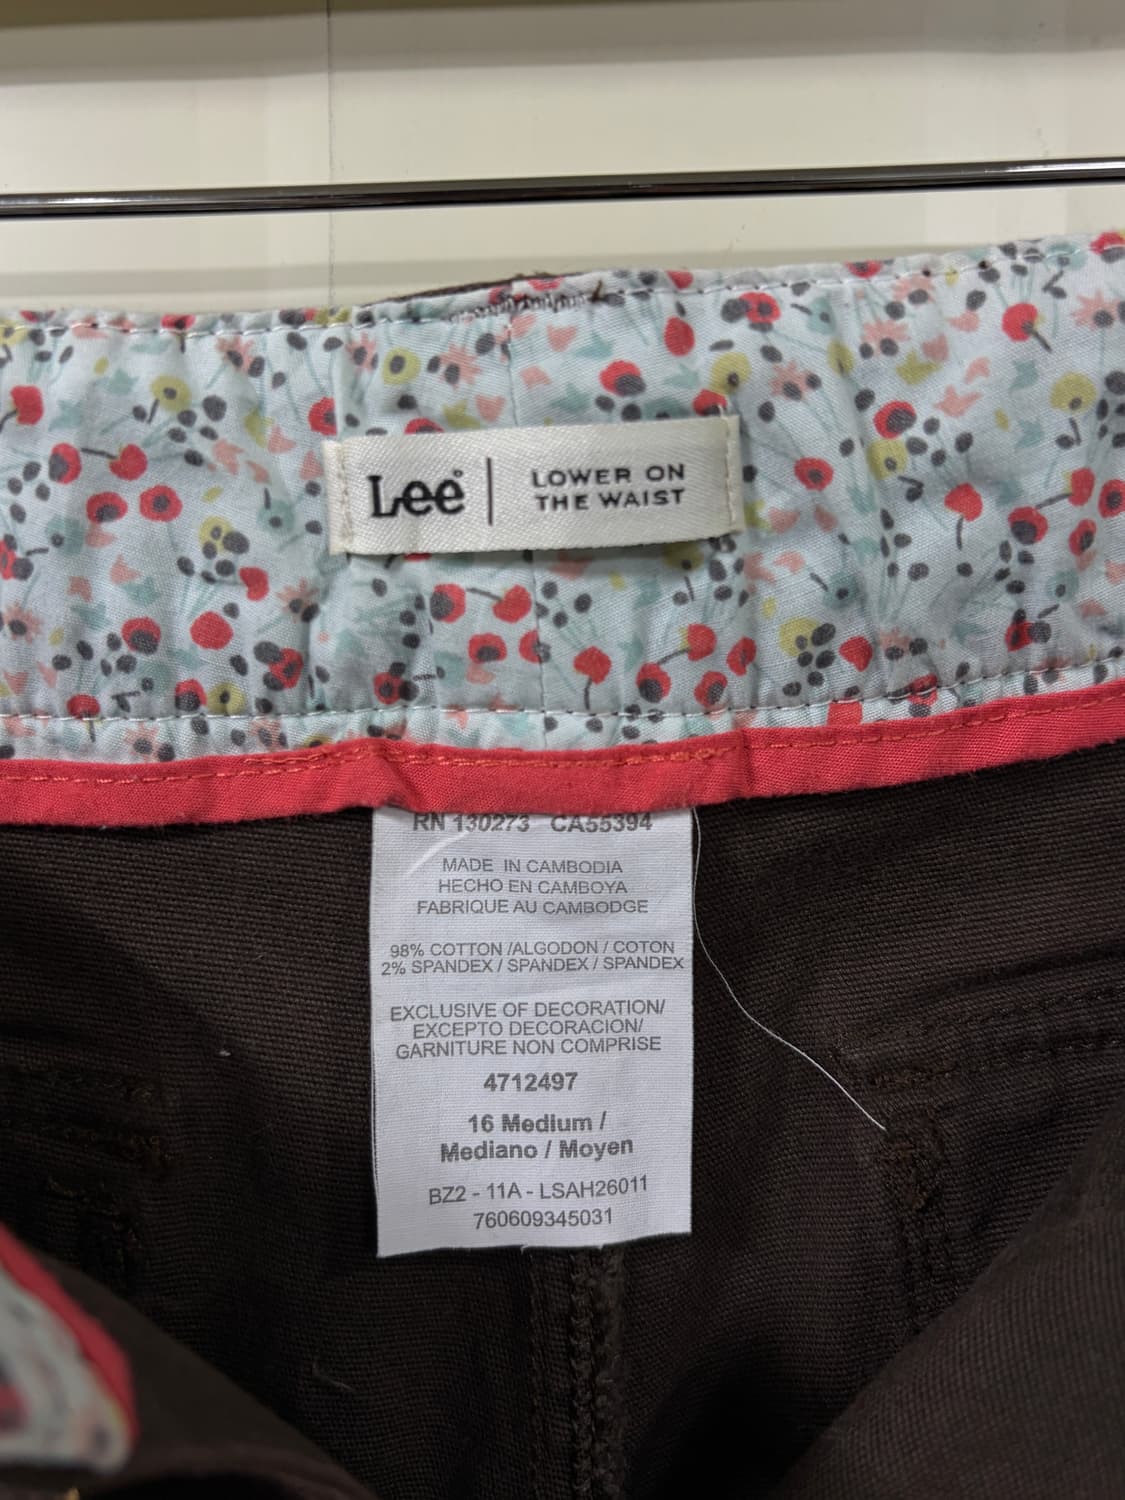 Lee® | LOWER ON
THE WAIST
RN 130273 CA55394
MADE IN CAMBODIA
HECHO EN CAMBOYA
FABRIQUE AU CAMBODGE
98% COTTON /ALGODON / COTON
2% SPANDEX / SPANDEX / SPANDEX
EXCLUSIVE OF DECORATION/
EXCEPTO DECORACION/
GARNITURE NON COMPRISE
4712497
16 Medium /
Mediano / Moyen
BZ2 - 11A - LSAH26011
760609345031